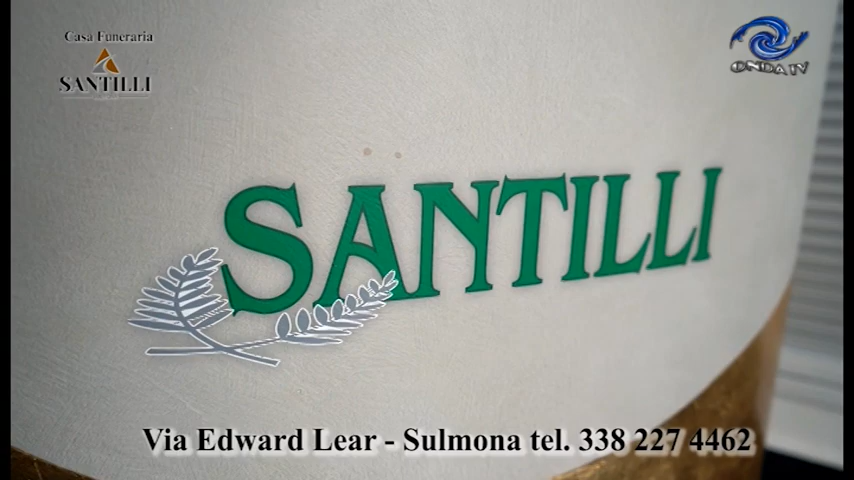 Casa Funeraria
SANTILLI
ONDA TV
SANTILLI
Via Edward Lear - Sulmona tel. 338 227 4462